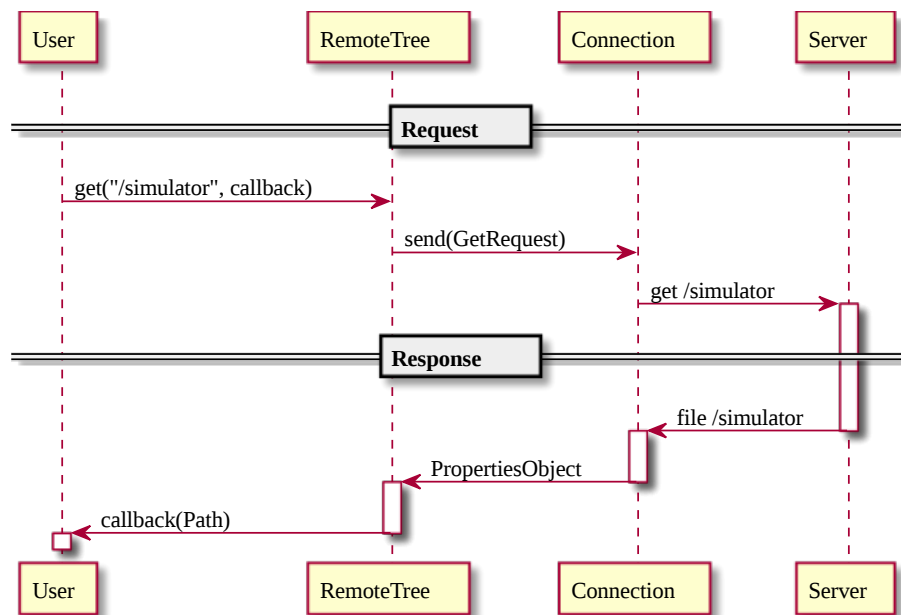 User RemoteTree Connection Server
Request
get("/simulator", callback)
send(GetRequest)
get /simulator
Response
file /simulator
PropertiesObject
callback(Path)
User RemoteTree Connection Server